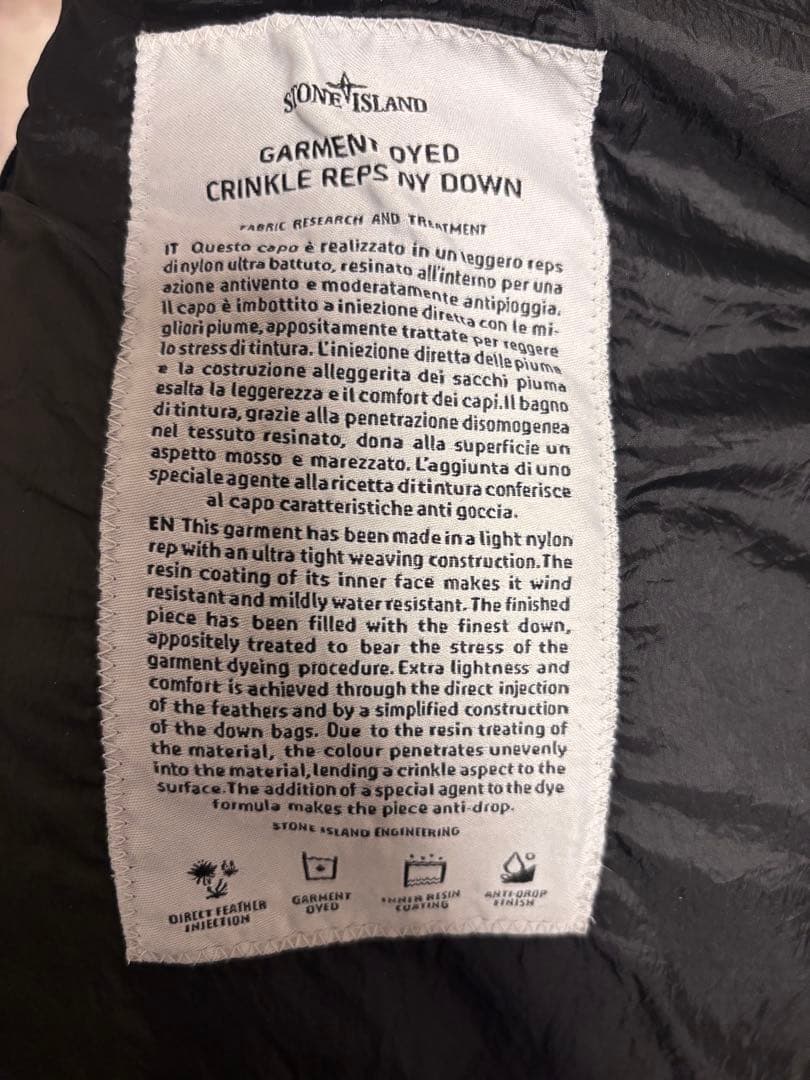 STONE ISLAND
GARMENT DYED
CRINKLE REPS NY DOWN
FABRIC RESEARCH AND TREATMENT
IT Questo capo è realizzato in un leggero reps
di nylon ultra battuto, resinato all'interno per una
azione antivento e moderatamente antipioggia.
Il capo è imbottito a iniezione diretta con le mi-
gliori piume, appositamente trattate per reggere
lo stress di tintura. L'iniezione diretta delle piume
e la costruzione alleggerita dei sacchi piuma
esalta la leggerezza e il comfort dei capi. Il bagno
di tintura, grazie alla penetrazione disomogenea
nel tessuto resinato, dona alla superficie un
aspetto mosso e marezzato. L'aggiunta di uno
speciale agente alla ricetta di tintura conferisce
al capo caratteristiche anti goccia.
EN This garment has been made in a light nylon
rep with an ultra tight weaving construction. The
resin coating of its inner face makes it wind
resistant and mildly water resistant. The finished
piece has been filled with the finest down,
appositely treated to bear the stress of the
garment dyeing procedure. Extra lightness and
comfort is achieved through the direct injection
of the feathers and by a simplified construction
of the down bags. Due to the resin treating of
the material, the colour penetrates unevenly
into the material, lending a crinkle aspect to the
surface. The addition of a special agent to the dye
formula makes the piece anti-drop.
STONE ISLAND ENGINEERING
DIRECT FEATHER
INJECTION
GARMENT
DYED
INNER RESIN
COATING
ANTI-DROP
FINISH